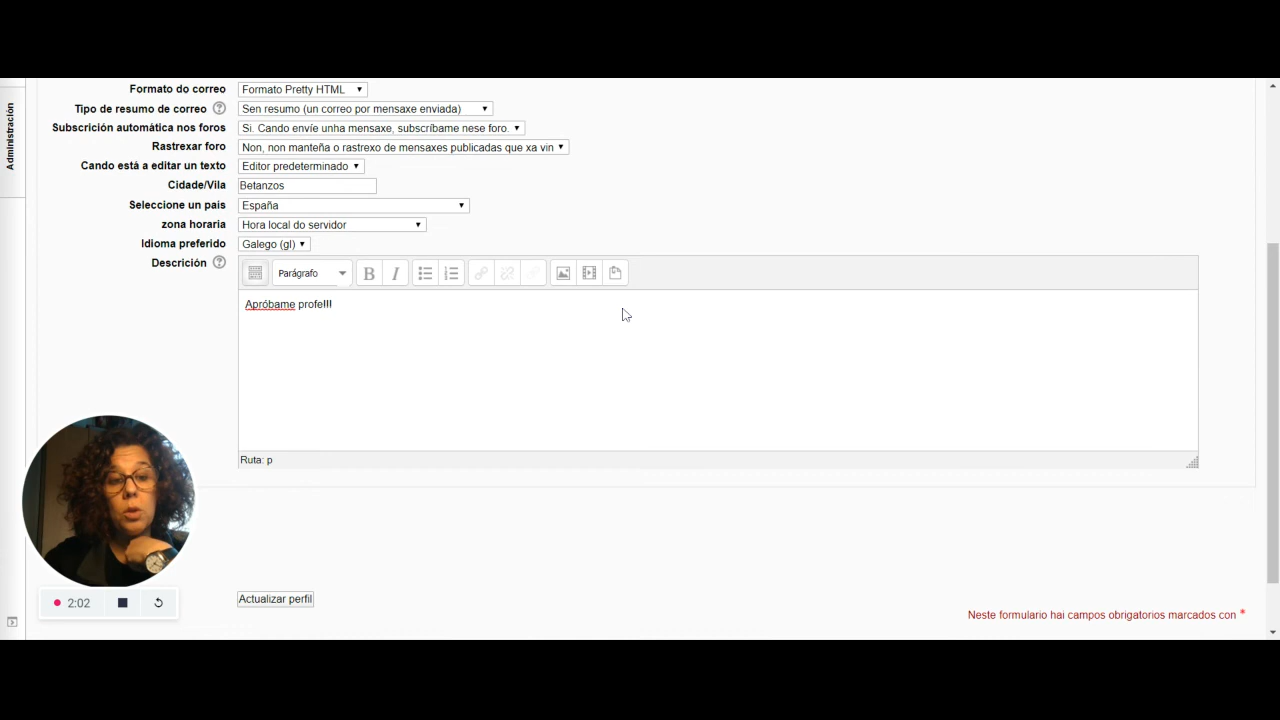 Administración
Formato do correo Formato Pretty HTML
Tipo de resumo de correo Sen resumo (un correo por mensaxe enviada)
Subscrición automática nos foros Si. Cando envíe unha mensaxe, subscríbame nese foro.
Rastrexar foro Non, non manteña o rastrexo de mensaxes publicadas que xa vin
Cando está a editar un texto Editor predeterminado
Cidade/Vila Betanzos
Seleccione un país España
zona horaria Hora local do servidor
Idioma preferido Galego (gl)
Descrición
Parágrafo B I
Apróbame profe!!!
Ruta: p
2:02
Actualizar perfil
Neste formulario hai campos obrigatorios marcados con *